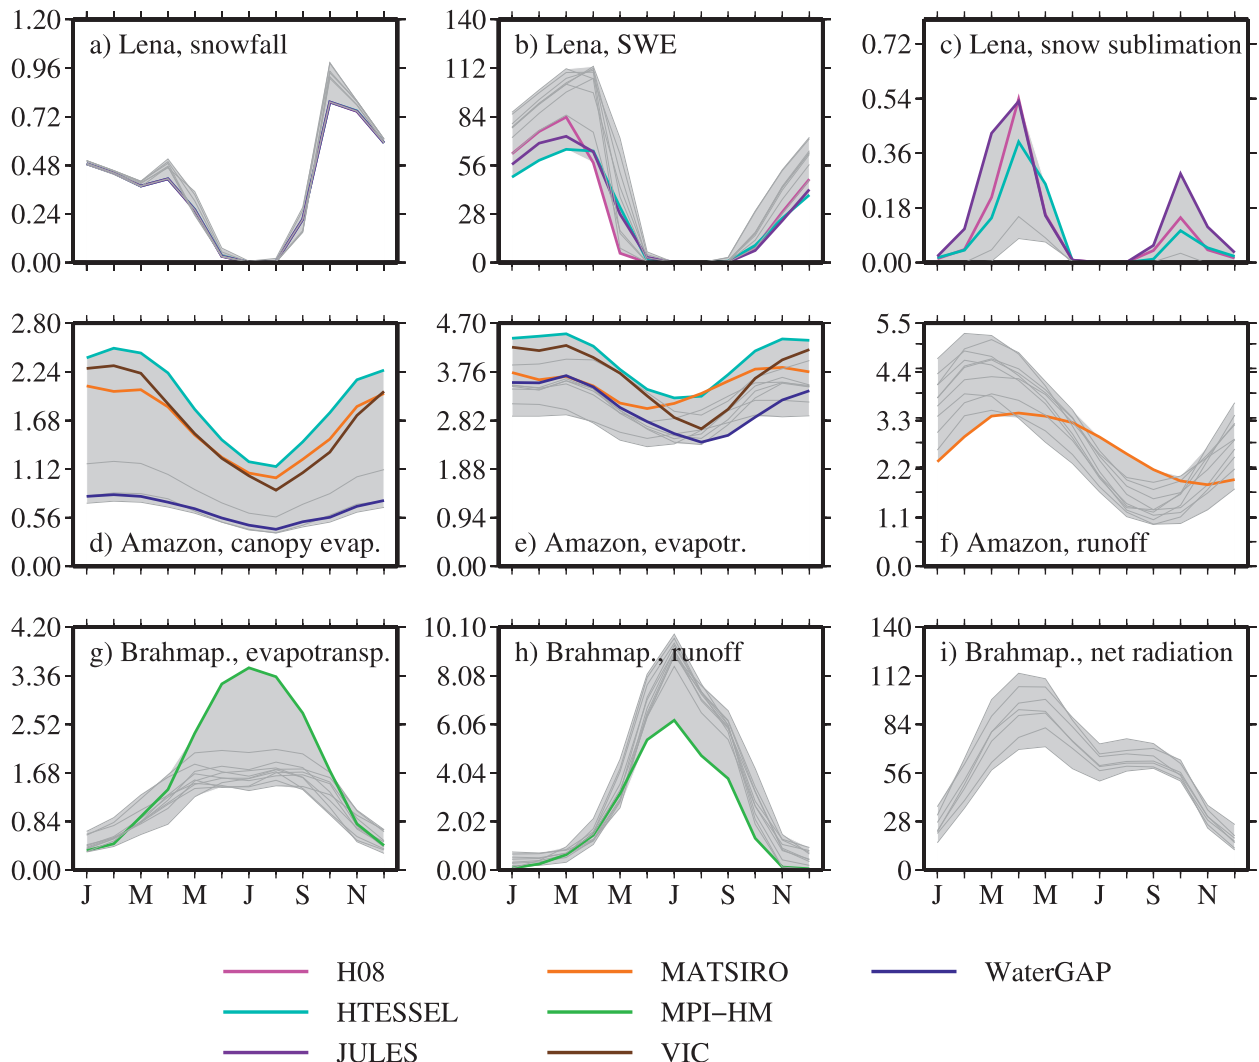 1.20
0.96
0.72
0.48
0.24
0.00
a) Lena, snowfall
140
112
84
56
28
0
b) Lena, SWE
0.72
0.54
0.36
0.18
0.00
c) Lena, snow sublimation
2.80
2.24
1.68
1.12
0.56
0.00
d) Amazon, canopy evap.
4.70
3.76
2.82
1.88
0.94
0.00
e) Amazon, evapotr.
5.5
4.4
3.3
2.2
1.1
0.0
f) Amazon, runoff
4.20
3.36
2.52
1.68
0.84
0.00
g) Brahmap., evapotransp.
J M M J S N
10.10
8.08
6.06
4.04
2.02
0.00
h) Brahmap., runoff
J M M J S N
140
112
84
56
28
0
i) Brahmap., net radiation
J M M J S N
H08
HTESSEL
JULES
MATSIRO
MPI–HM
VIC
WaterGAP